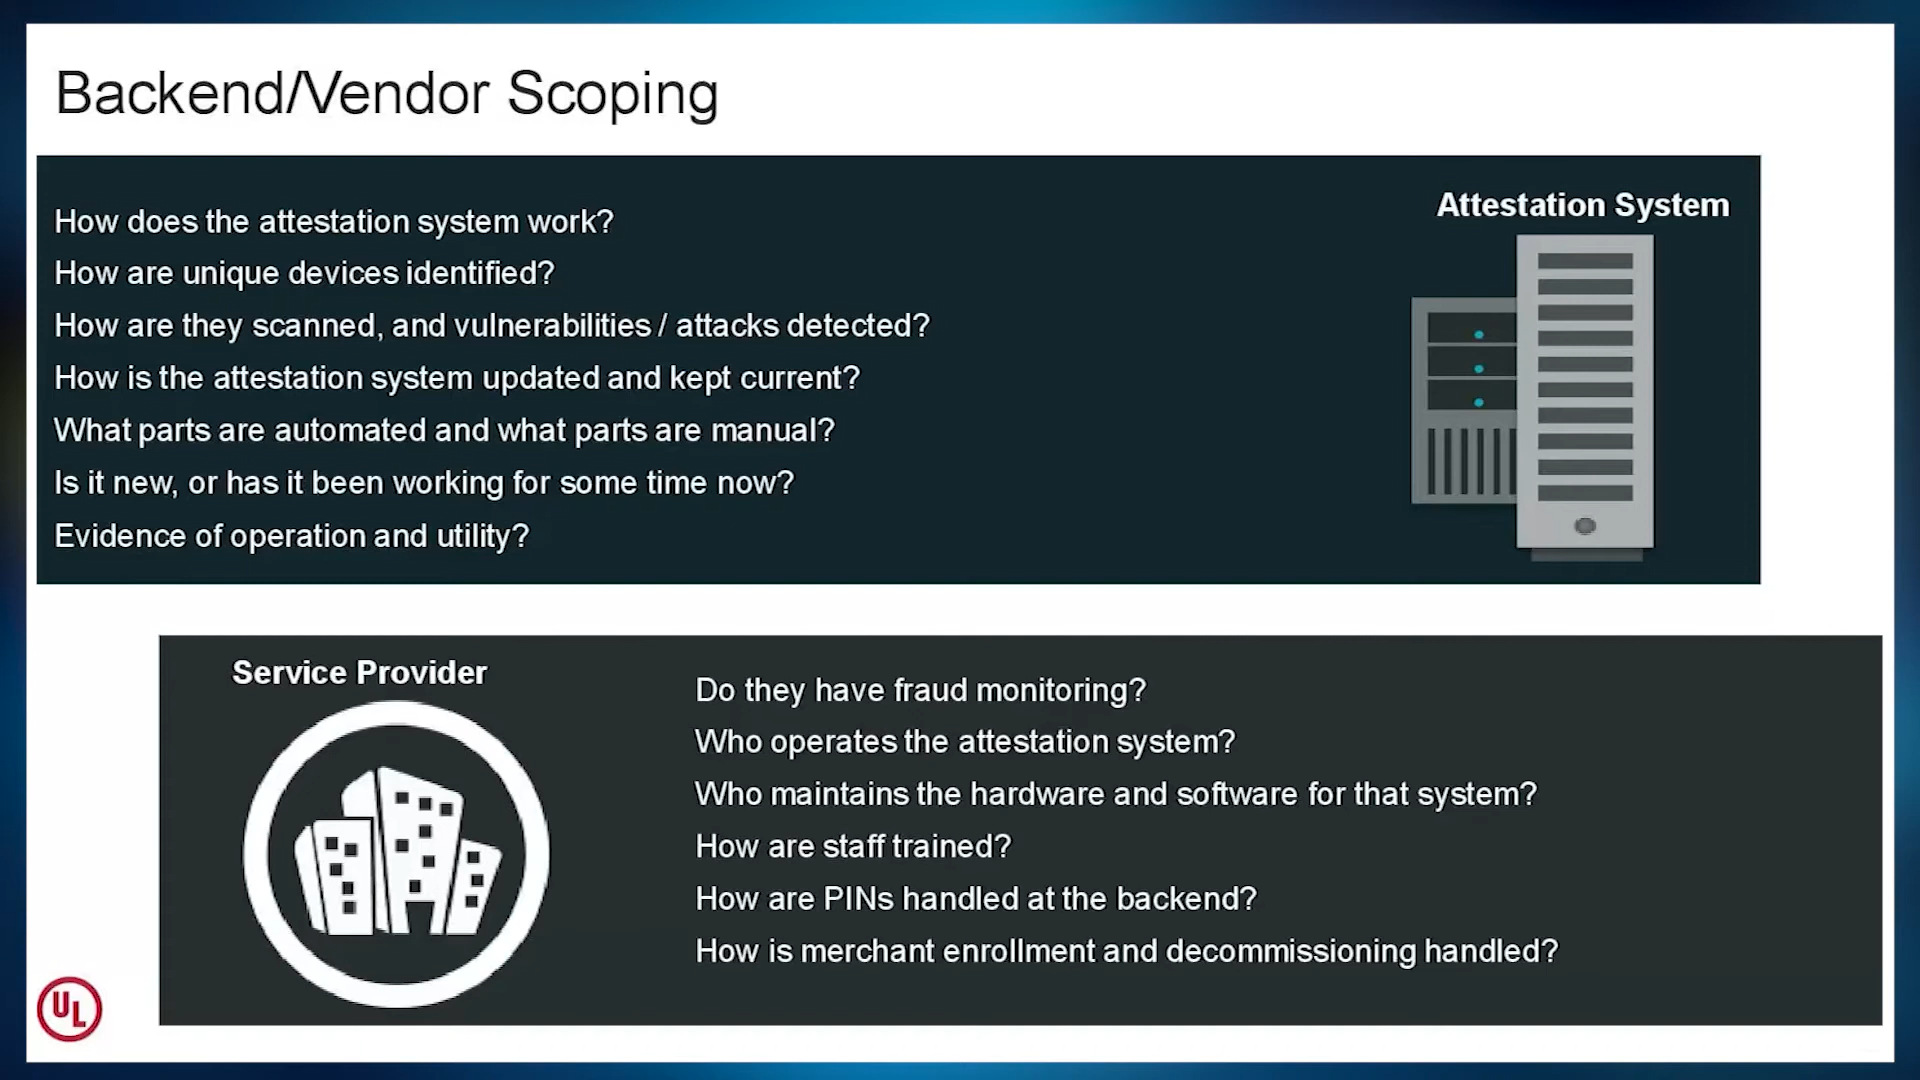 Backend/Vendor Scoping
Attestation System
How does the attestation system work?
How are unique devices identified?
How are they scanned, and vulnerabilities / attacks detected?
How is the attestation system updated and kept current?
What parts are automated and what parts are manual?
Is it new, or has it been working for some time now?
Evidence of operation and utility?
Service Provider
Do they have fraud monitoring?
Who operates the attestation system?
Who maintains the hardware and software for that system?
How are staff trained?
How are PINs handled at the backend?
How is merchant enrollment and decommissioning handled?
UL